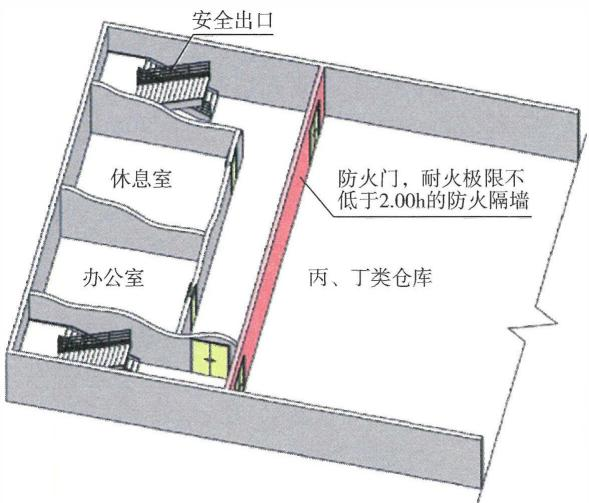 安全出口
休息室
防火门，耐火极限不
低于2.00h的防火隔墙
办公室
丙、丁类仓库